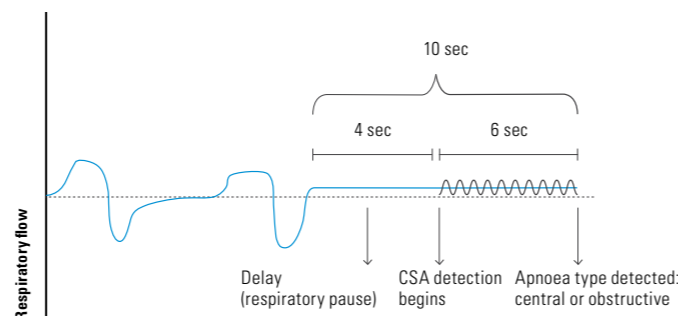 10 sec
4 sec
6 sec
Respiratory flow
Delay
(respiratory pause)
CSA detection
begins
Apnoea type detected:
central or obstructive